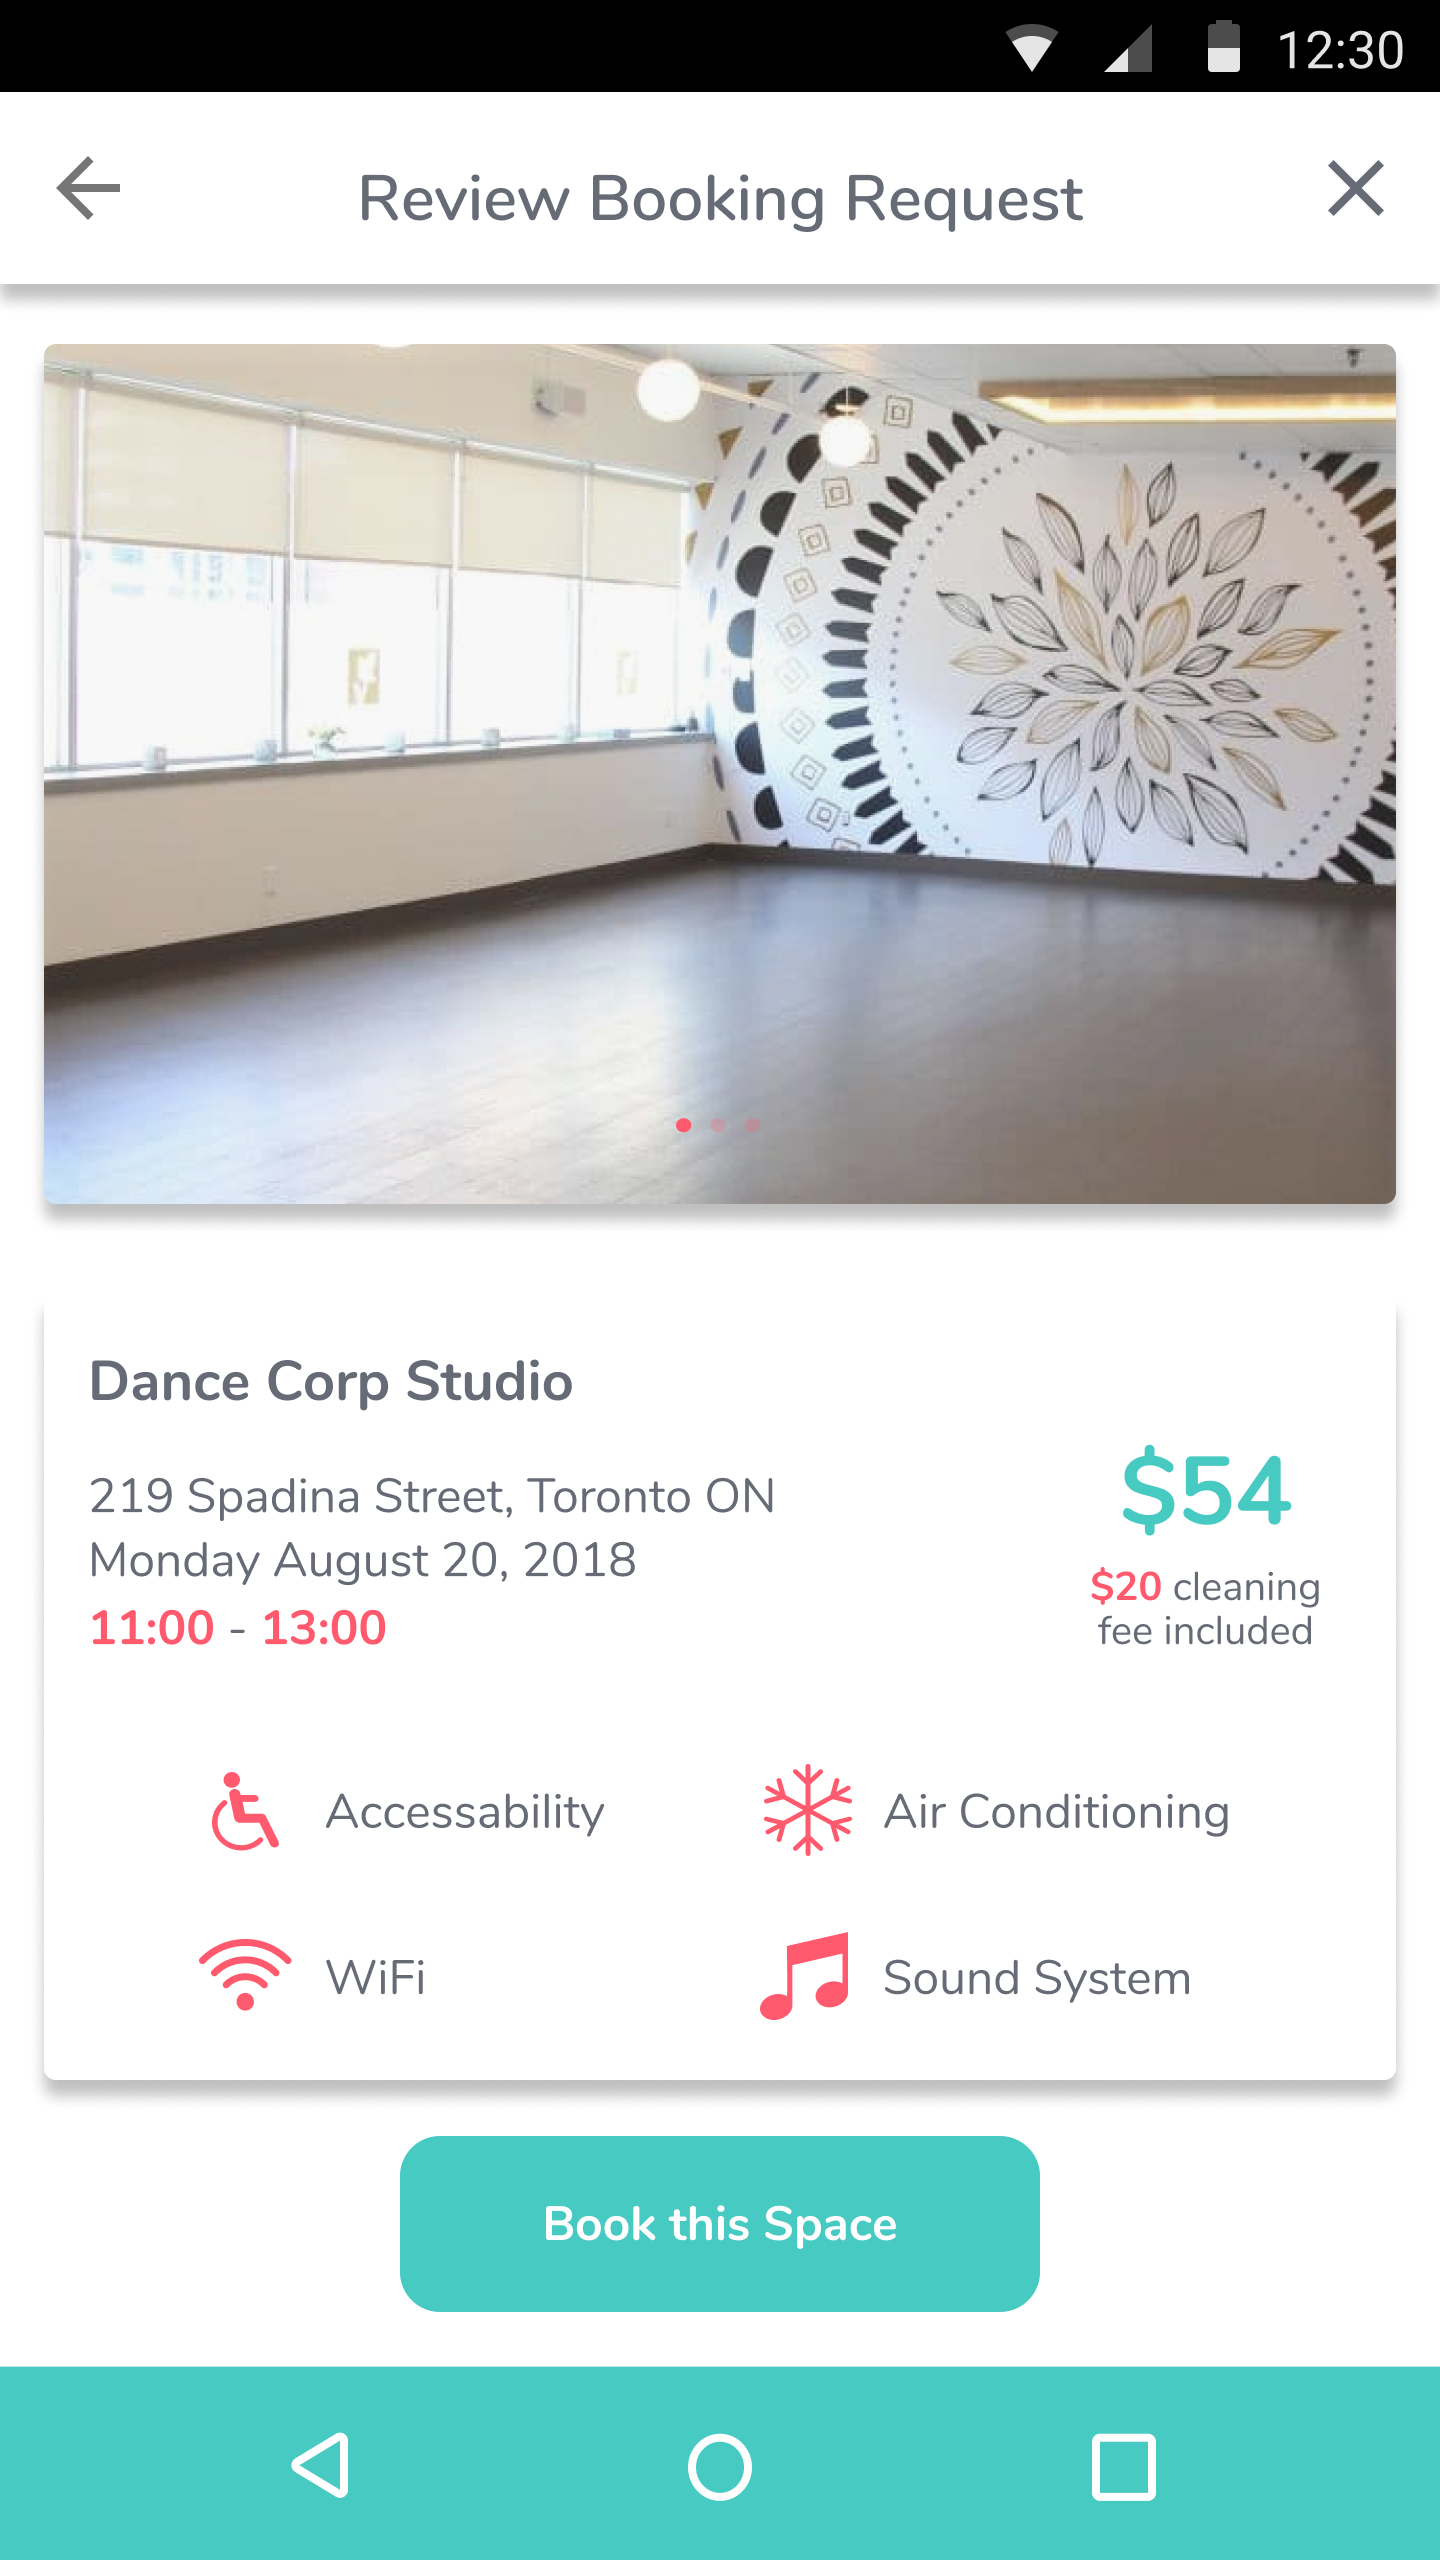 12:30
Review Booking Request
Dance Corp Studio
219 Spadina Street, Toronto ON
Monday August 20, 2018
11:00 - 13:00
$54
$20 cleaning
fee included
Accessability
Air Conditioning
WiFi
Sound System
Book this Space